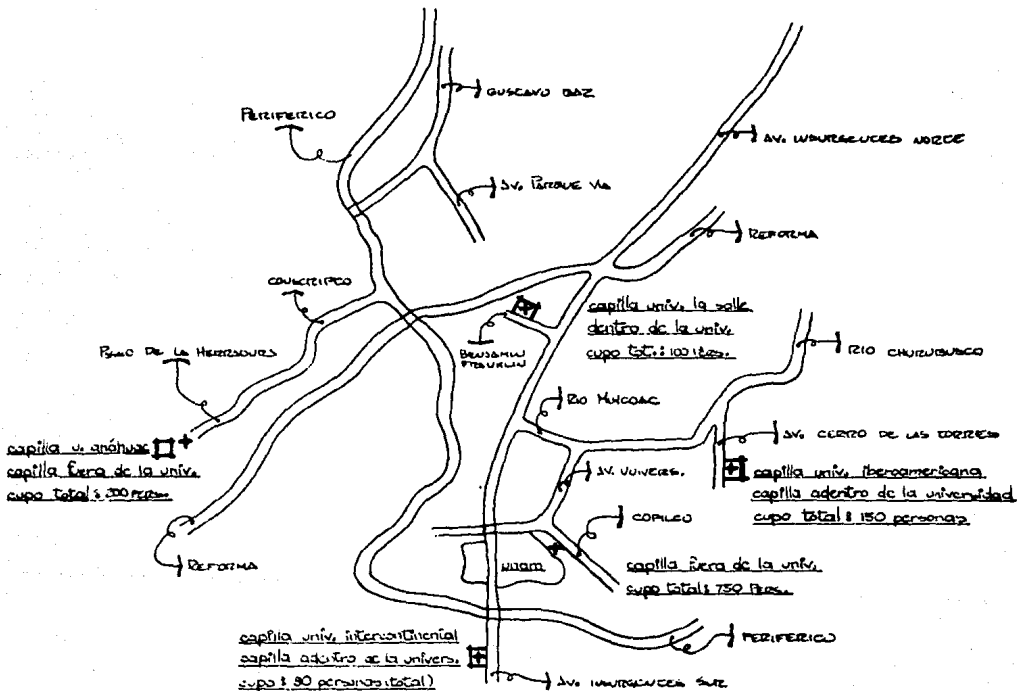 GUSTAVO BAZ
PERIFERICO
AV. INSURGENTES NORTE
AV. PARQUE VIA
REFORMA
CONSCRIPTO
capilla univ. la salle
dentro de la univ.
cupo tot.: 100
BENJAMIN
FRANKLIN
RIO CHURUBUSCO
DE LA HERRADURA
RIO MIXCOAC
capilla u. anáhuac
capilla fuera de la univ.
cupo total: 300 PERS.
AV. CERRO DE LAS TORRES
AV. UNIVERS.
capilla univ. iberoamericana
capilla adentro de la universidad
cupo total: 150 personas
COPILCO
REFORMA
UNAM
capilla fuera de la univ.
cupo total: 750 Pers.
capilla univ. intercontinental
capilla adentro de la univers.
cupo: 90 personas (total)
PERIFERICO
AV. INSURGENTES SUR